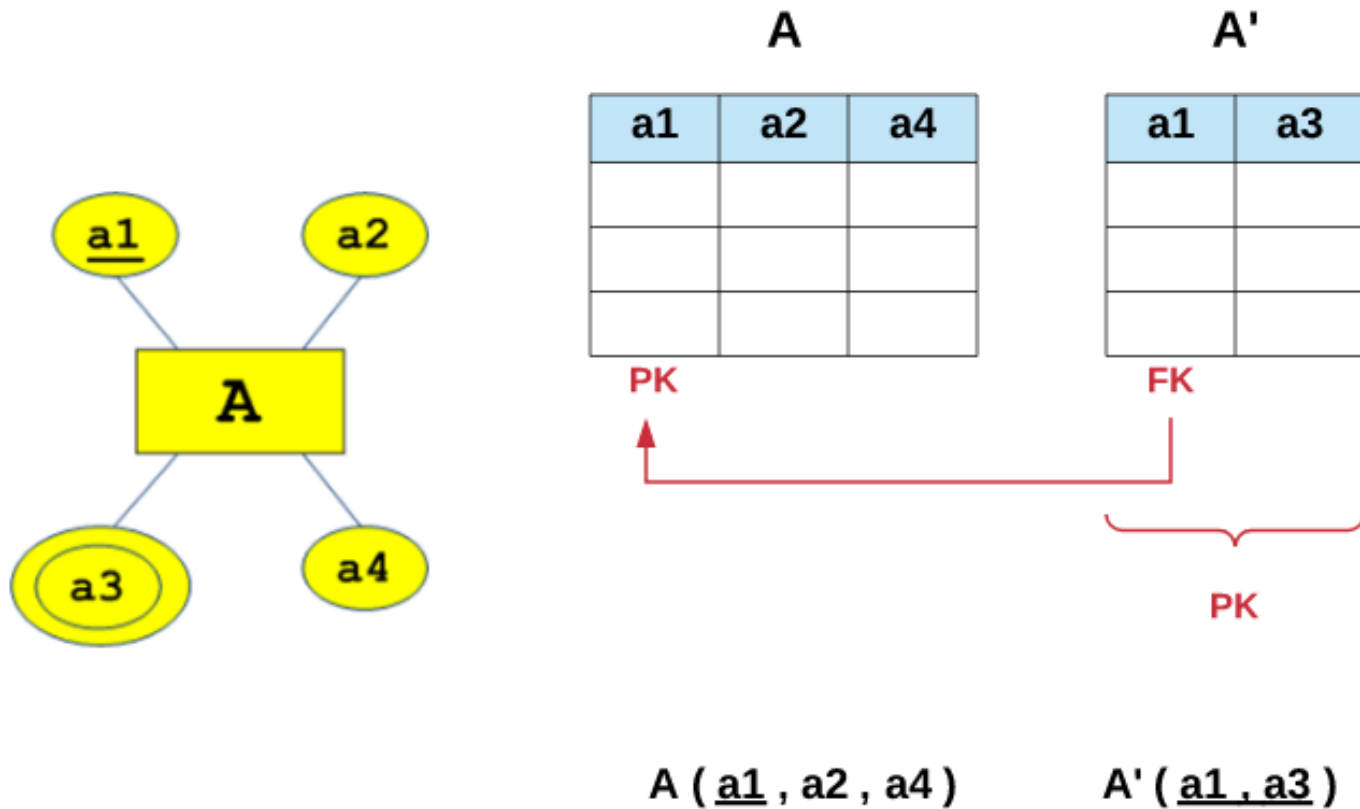 A A'
a1 a2 a4 a1 a3
a1 a2
A
PK FK
a3 a4
PK
A ( a1 , a2 , a4 ) A' ( a1 , a3 )